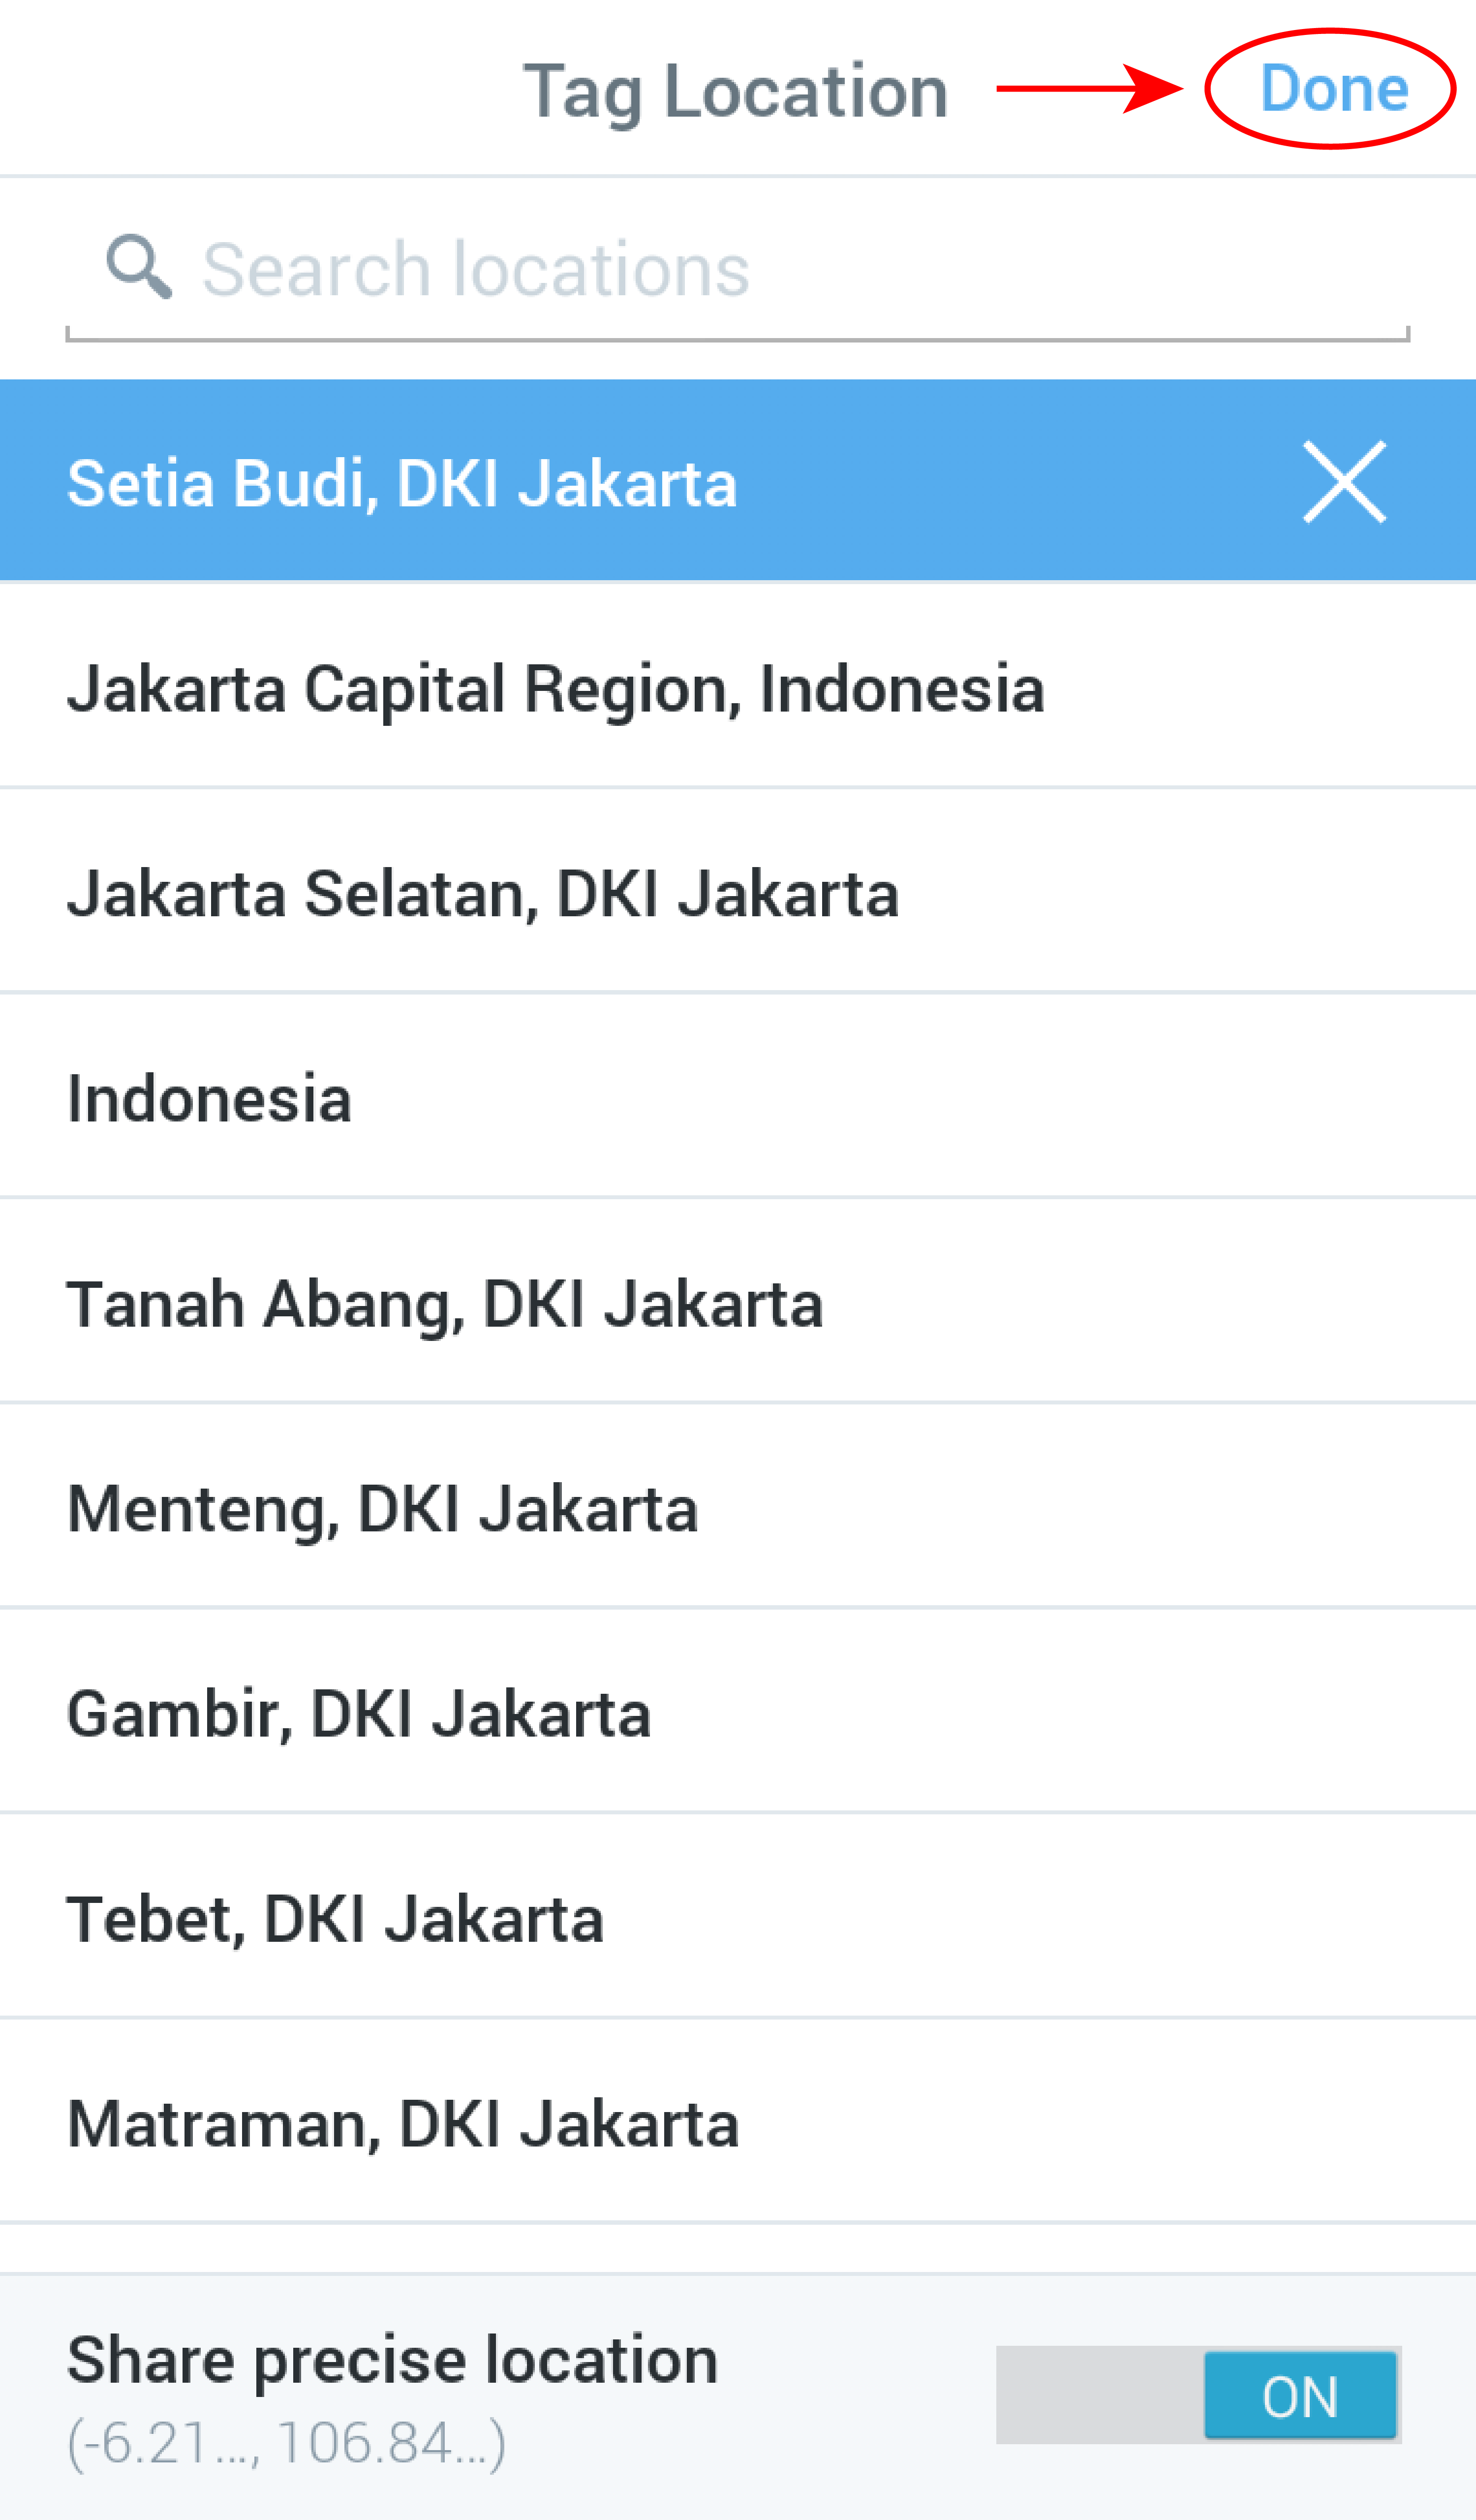 Tag Location
Done
Search locations
Setia Budi, DKI Jakarta
Jakarta Capital Region, Indonesia
Jakarta Selatan, DKI Jakarta
Indonesia
Tanah Abang, DKI Jakarta
Menteng, DKI Jakarta
Gambir, DKI Jakarta
Tebet, DKI Jakarta
Matraman, DKI Jakarta
Share precise location
ON
(-6.21..., 106.84...)